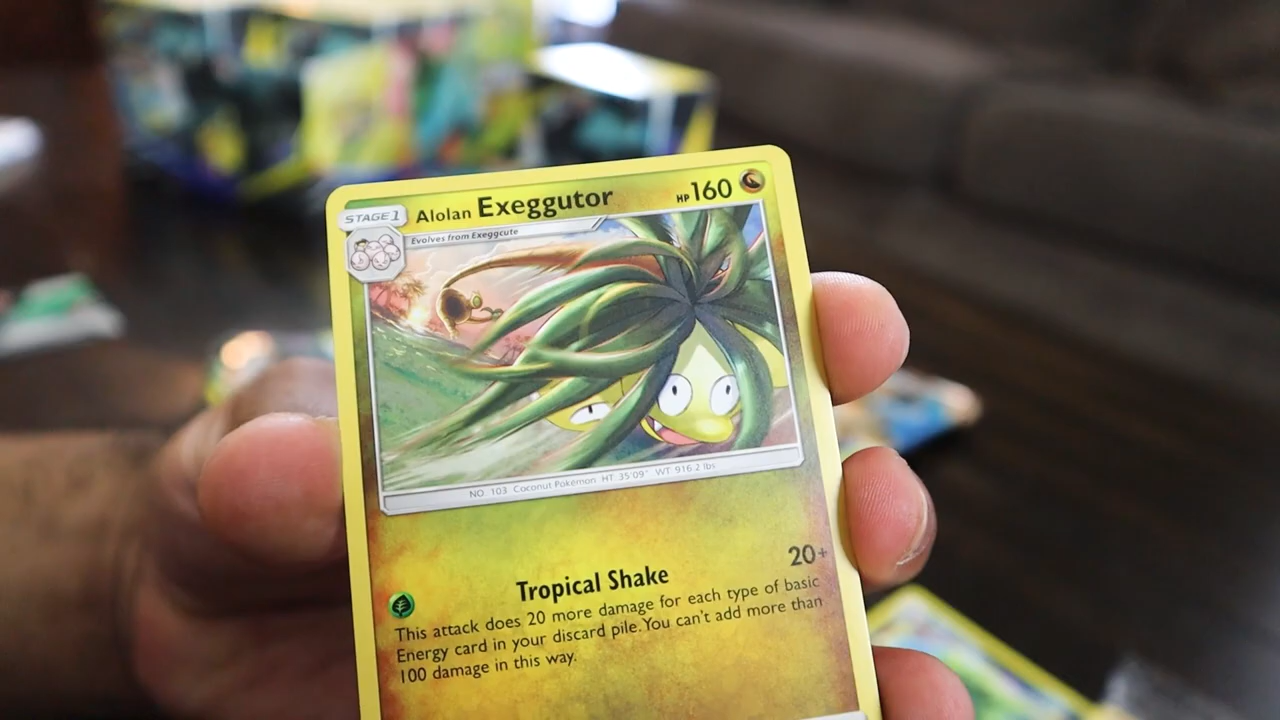 STAGE 1 Alolan Exeggutor HP 160
Evolves from Exeggcute
NO. 103 Coconut Pokémon HT 35'09" WT 916.2 lbs
Tropical Shake 20+
This attack does 20 more damage for each type of basic
Energy card in your discard pile. You can't add more than
100 damage in this way.